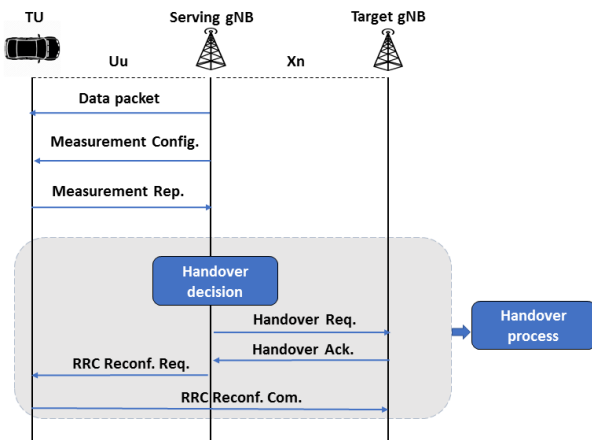 TU
Serving gNB
Target gNB
Uu
Xn
Data packet
Measurement Config.
Measurement Rep.
Handover
decision
Handover Req.
Handover
process
Handover Ack.
RRC Reconf. Req.
RRC Reconf. Com.